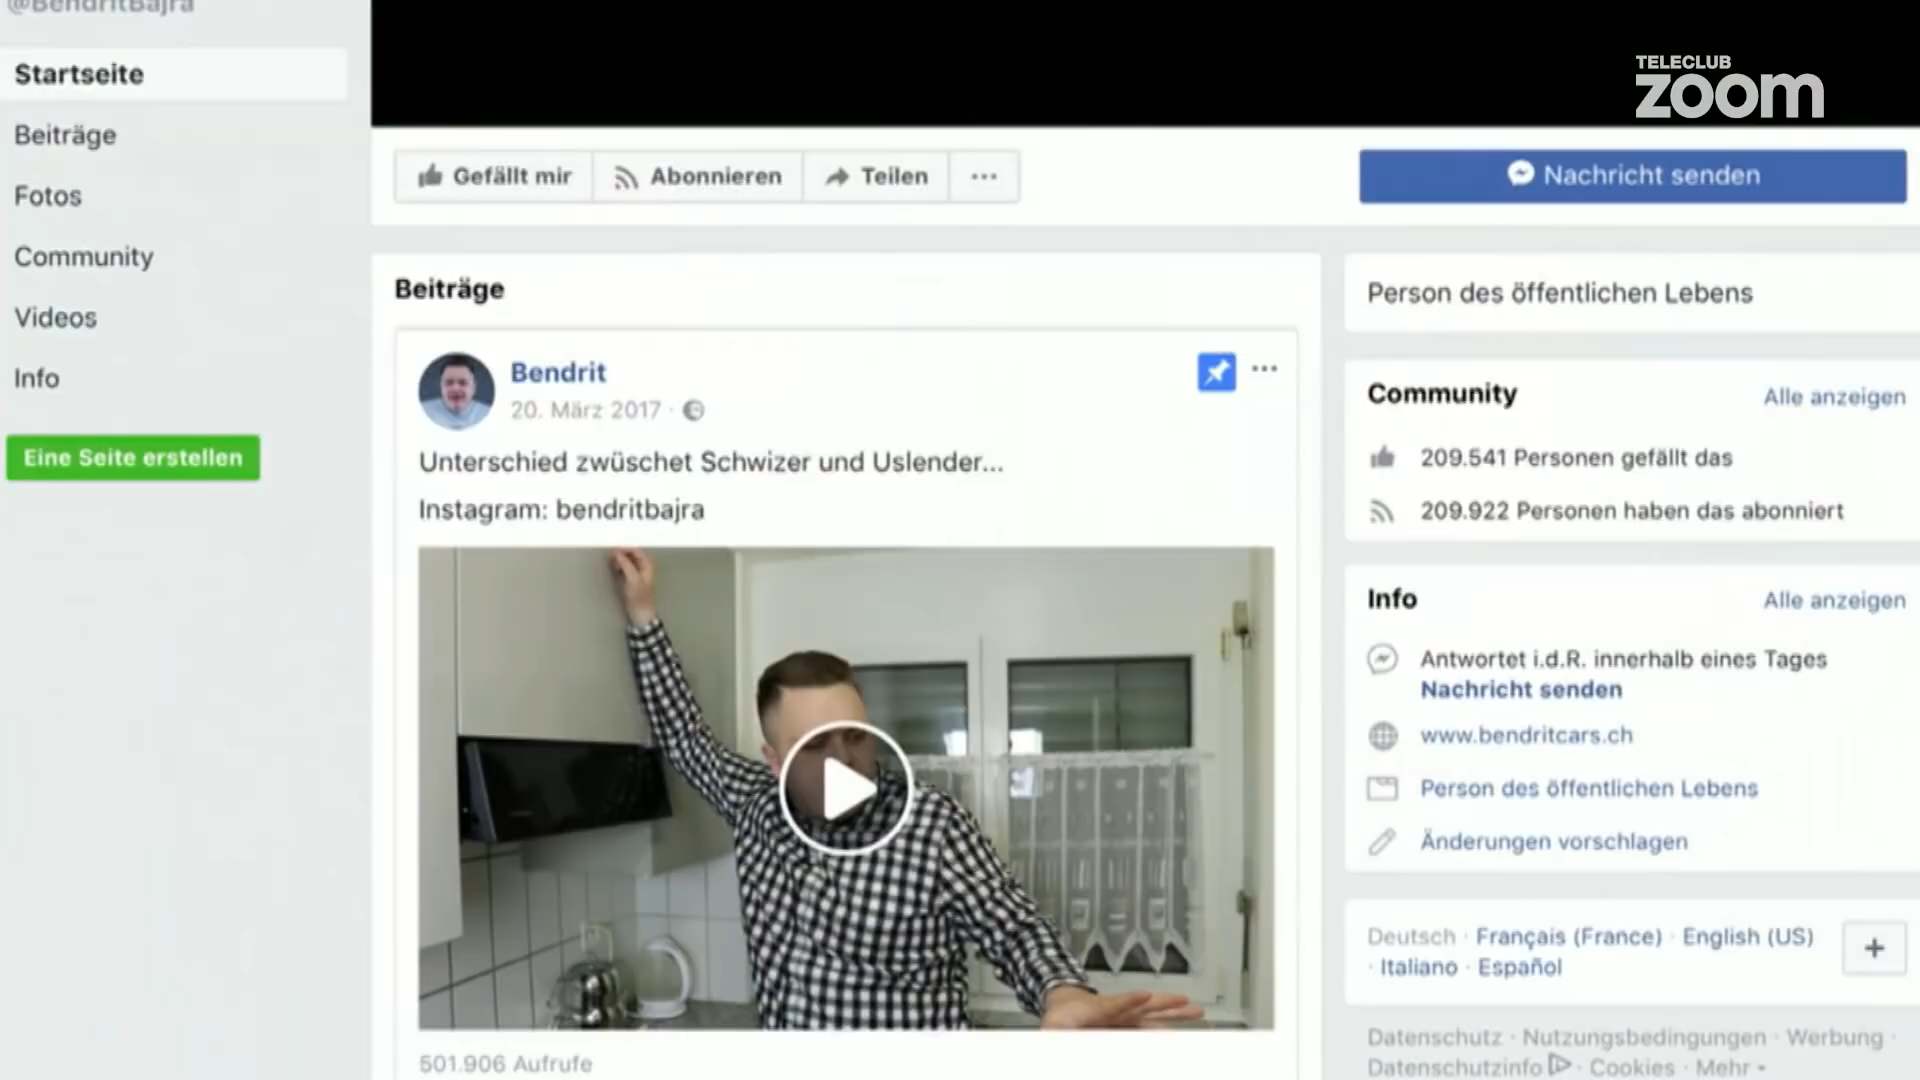 @BendritBajra
Startseite
Beiträge
Fotos
Community
Videos
Info
Eine Seite erstellen
TELECLUB
zoom
Gefällt mir
Abonnieren
Teilen
Nachricht senden
Beiträge
Bendrit
20. März 2017 ·
Unterschied zwüschet Schwizer und Uslender...
Instagram: bendritbajra
501.906 Aufrufe
Person des öffentlichen Lebens
Community
Alle anzeigen
209.541 Personen gefällt das
209.922 Personen haben das abonniert
Info
Alle anzeigen
Antwortet i.d.R. innerhalb eines Tages
Nachricht senden
www.bendritcars.ch
Person des öffentlichen Lebens
Änderungen vorschlagen
Deutsch · Français (France) · English (US)
· Italiano · Español
Datenschutz · Nutzungsbedingungen · Werbung ·
Datenschutzinfo · Cookies · Mehr